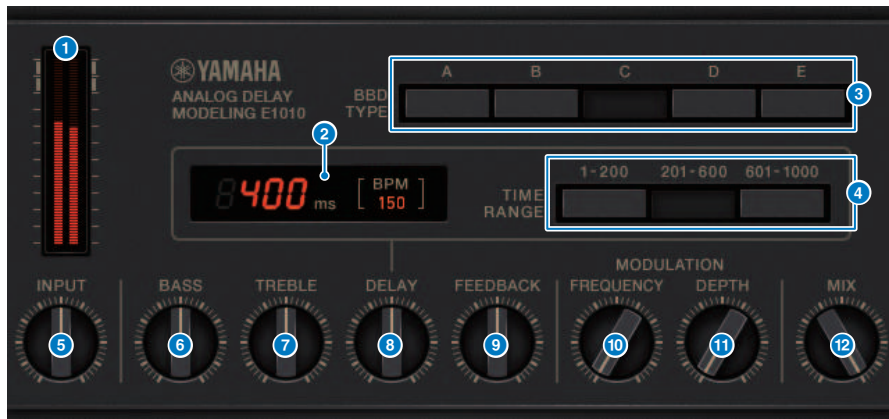 1
YAMAHA
ANALOG DELAY
MODELING E1010
BBD
TYPE
A B C D E
3
2
400 ms [ BPM 150 ]
TIME
RANGE
1-200 201-600 601-1000
4
MODULATION
INPUT BASS TREBLE DELAY FEEDBACK FREQUENCY DEPTH MIX
5 6 7 8 9 10 11 12